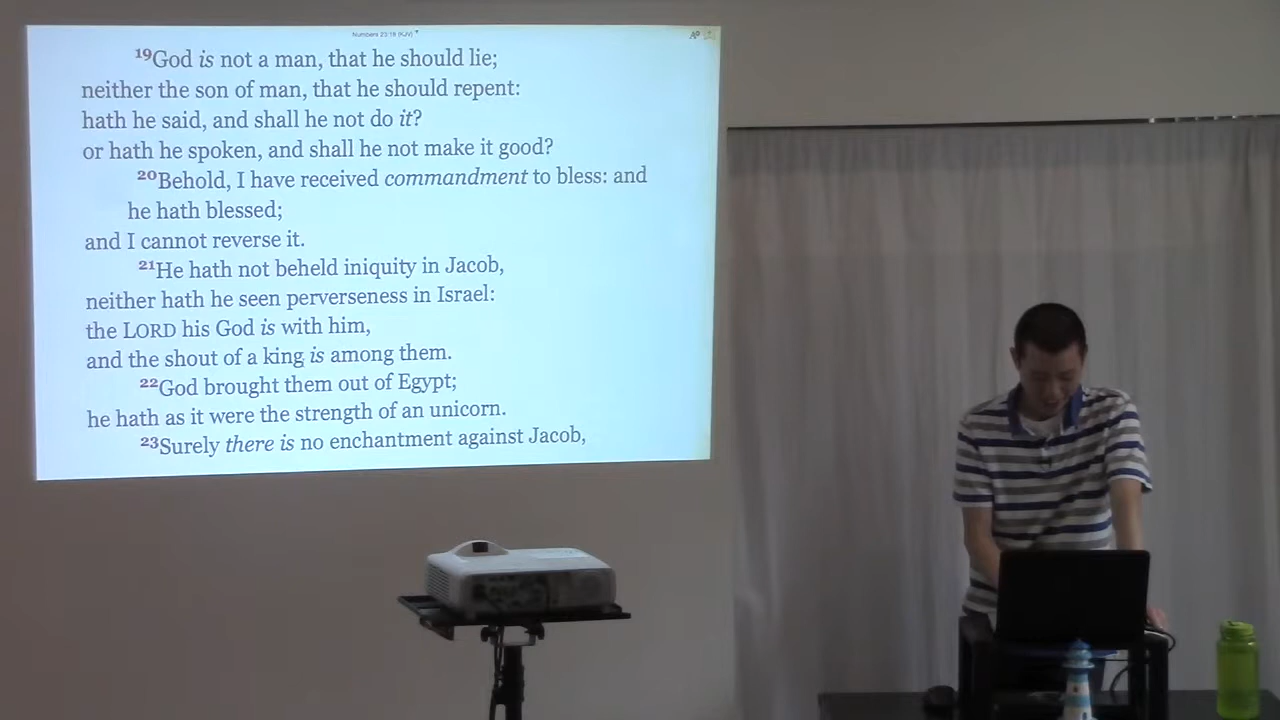 Numbers 23:19 (KJV)
19God is not a man, that he should lie;
neither the son of man, that he should repent:
hath he said, and shall he not do it?
or hath he spoken, and shall he not make it good?
20Behold, I have received commandment to bless: and
he hath blessed;
and I cannot reverse it.
21He hath not beheld iniquity in Jacob,
neither hath he seen perverseness in Israel:
the LORD his God is with him,
and the shout of a king is among them.
22God brought them out of Egypt;
he hath as it were the strength of an unicorn.
23Surely there is no enchantment against Jacob,